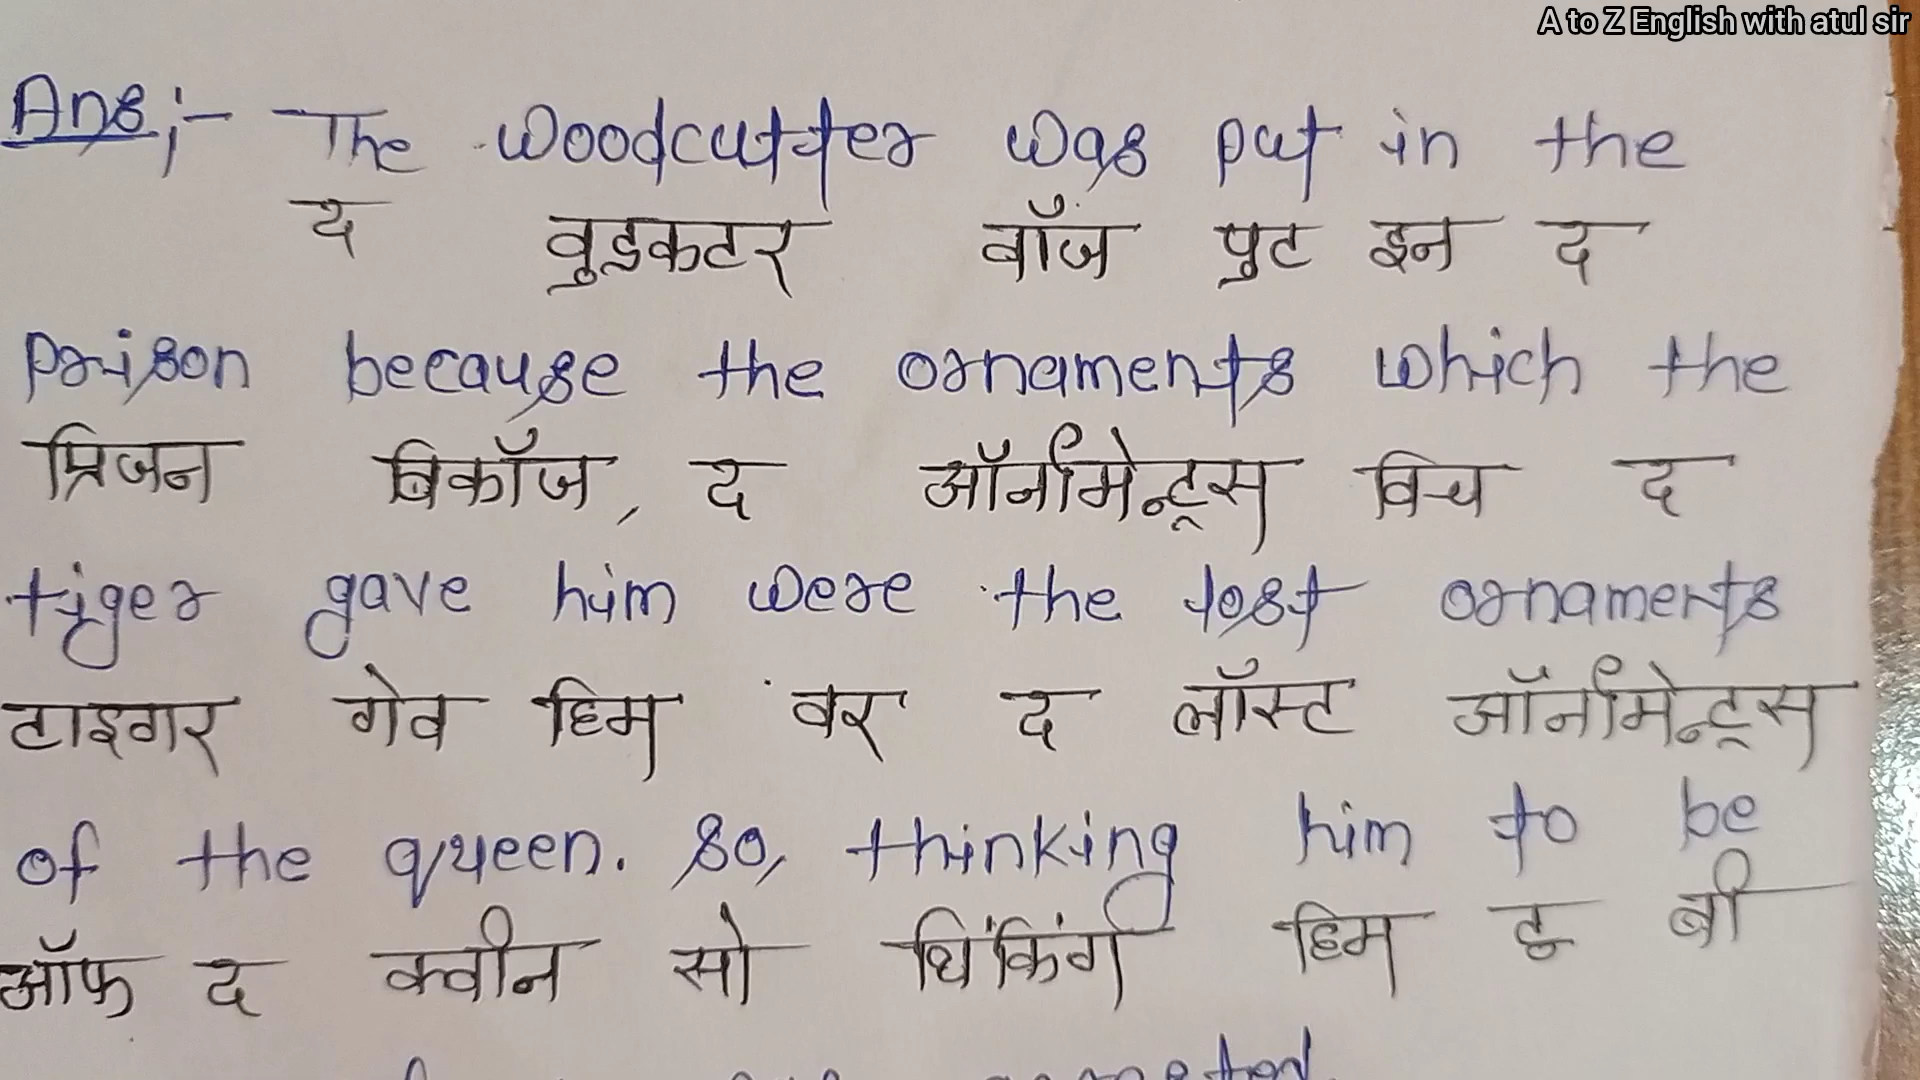 A to Z English with atul sir
Ans;- The woodcutter was put in the
द वुडकटर वॉज पुट इन द
prison because the ornaments which the
प्रिजन बिकॉज, द ऑर्नामेन्ट्स विच द
tiger gave him were the lost ornaments
टाइगर गेव हिम वर द लॉस्ट ऑर्नामेन्ट्स
of the queen. So, thinking him to be
ऑफ द क्वीन सो थिंकिंग हिम टु बी